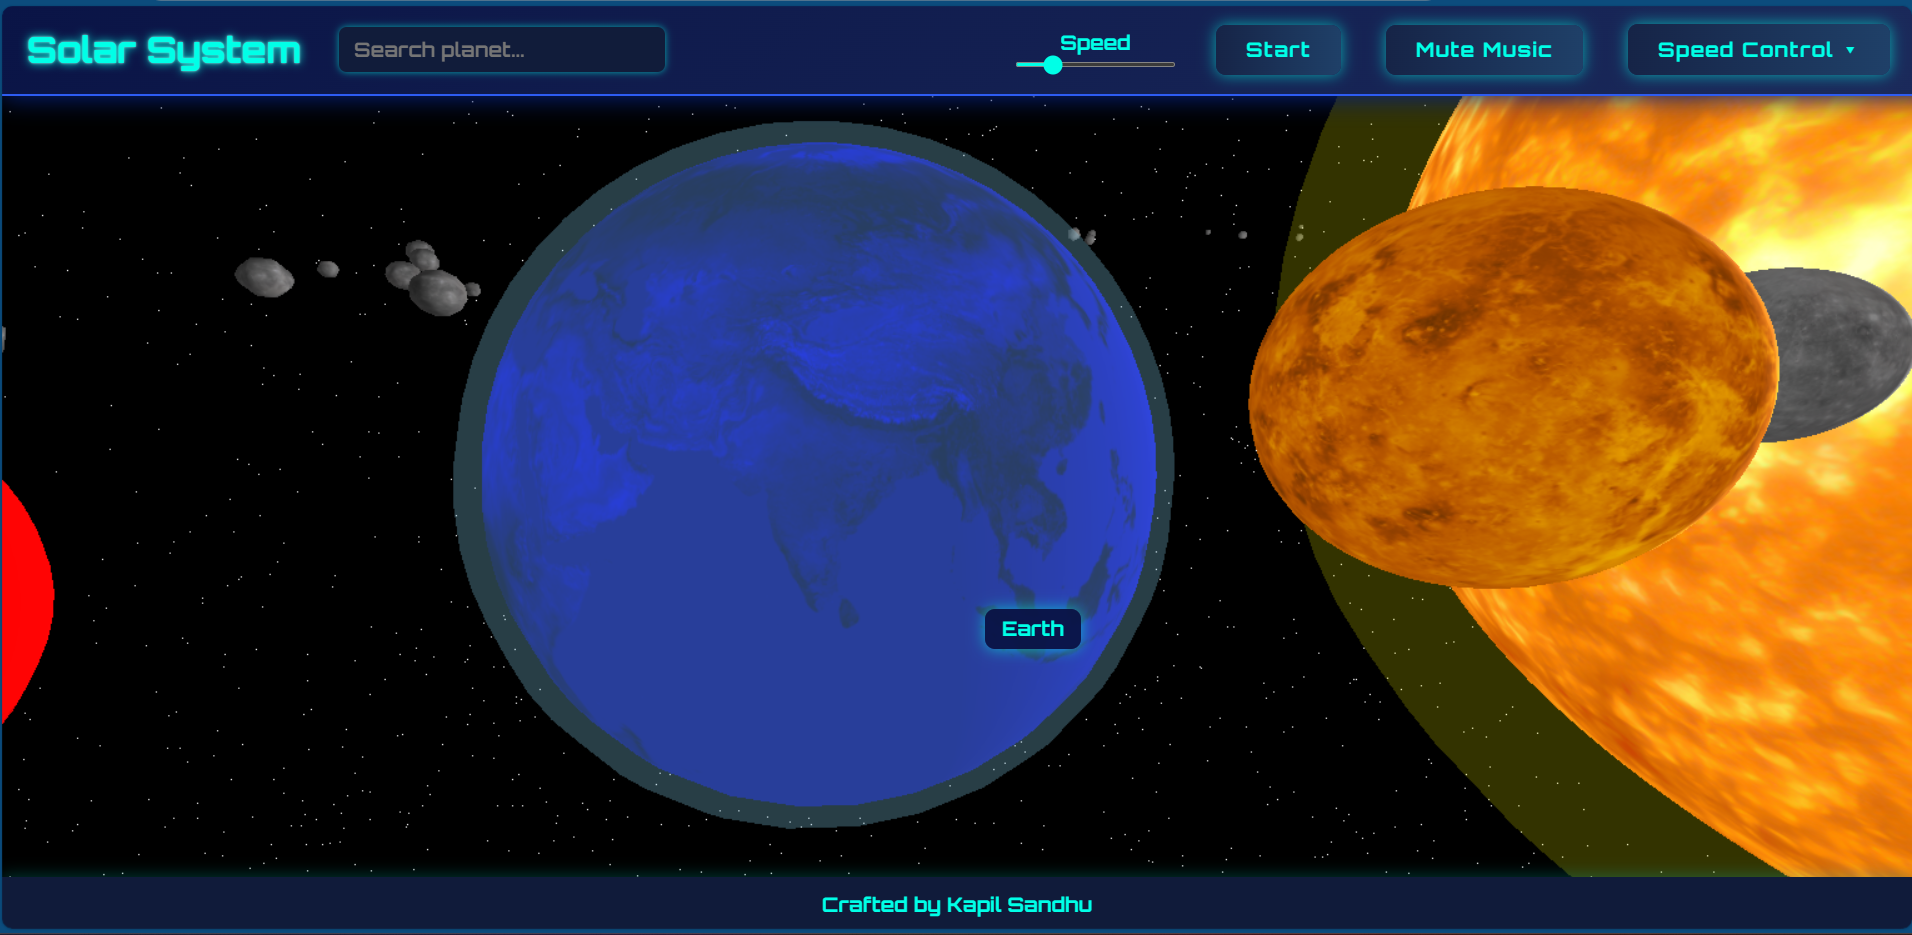 Solar System
Search planet...
Speed
Start
Mute Music
Speed Control ▾
Earth
Crafted by Kapil Sandhu